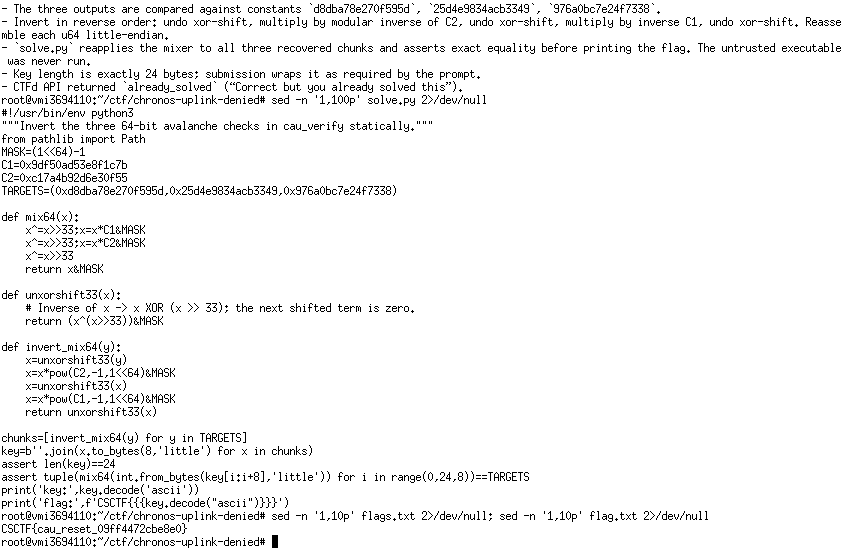 - The three outputs are compared against constants `d8dba78e270f595d`, `25d4e9834acb3349`, `976a0bc7e24f7338`.
- Invert in reverse order: undo xor-shift, multiply by modular inverse of C2, undo xor-shift, multiply by inverse C1, undo xor-shift. Reasse
mble each u64 little-endian.
- `solve.py` reapplies the mixer to all three recovered chunks and asserts exact equality before printing the flag. The untrusted executable
 was never run.
- Key length is exactly 24 bytes; submission wraps it as required by the prompt.
- CTFd API returned `already_solved` (“Correct but you already solved this”).
root@vmi3694110:~/ctf/chronos-uplink-denied# sed -n '1,100p' solve.py 2>/dev/null
#!/usr/bin/env python3
"""Invert the three 64-bit avalanche checks in cau_verify statically."""
from pathlib import Path
MASK=(1<<64)-1
C1=0x9df50ad53e8f1c7b
C2=0xc17a4b92d6e30f55
TARGETS=(0xd8dba78e270f595d,0x25d4e9834acb3349,0x976a0bc7e24f7338)

def mix64(x):
    x^=x>>33;x=x*C1&MASK
    x^=x>>33;x=x*C2&MASK
    x^=x>>33
    return x&MASK

def unxorshift33(x):
    # Inverse of x -> x XOR (x >> 33); the next shifted term is zero.
    return (x^(x>>33))&MASK

def invert_mix64(y):
    x=unxorshift33(y)
    x=x*pow(C2,-1,1<<64)&MASK
    x=unxorshift33(x)
    x=x*pow(C1,-1,1<<64)&MASK
    return unxorshift33(x)

chunks=[invert_mix64(y) for y in TARGETS]
key=b''.join(x.to_bytes(8,'little') for x in chunks)
assert len(key)==24
assert tuple(mix64(int.from_bytes(key[i:i+8],'little')) for i in range(0,24,8))==TARGETS
print('key:',key.decode('ascii'))
print('flag:',f'CSCTF{{{key.decode("ascii")}}}')
root@vmi3694110:~/ctf/chronos-uplink-denied# sed -n '1,10p' flags.txt 2>/dev/null; sed -n '1,10p' flag.txt 2>/dev/null
CSCTF{cau_reset_09ff4472cbe8e0}
root@vmi3694110:~/ctf/chronos-uplink-denied#